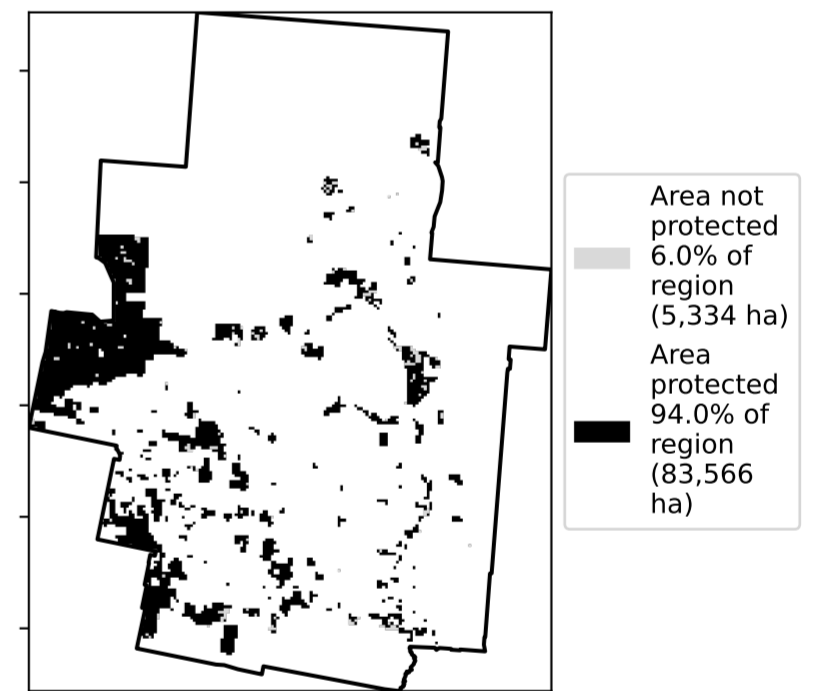 Area not
protected
6.0% of
region
(5,334 ha)
Area
protected
94.0% of
region
(83,566
ha)